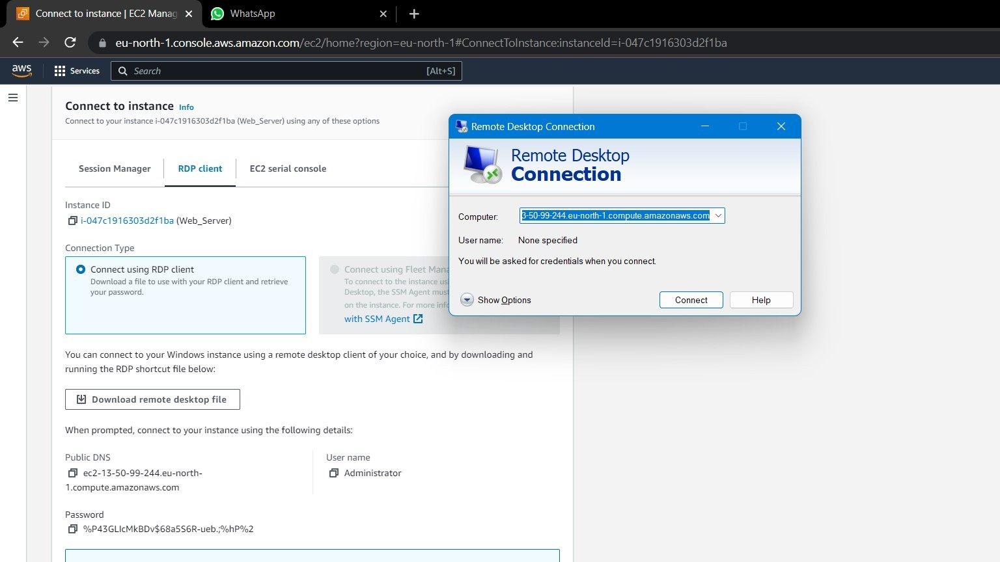 Connect to instance | EC2 Manag
WhatsApp
eu-north-1.console.aws.amazon.com/ec2/home?region=eu-north-1#ConnectToInstance:instanceId=i-047c1916303d2f1ba
aws
Services
Search
[Alt+S]
Connect to instance Info
Connect to your instance i-047c1916303d2f1ba (Web_Server) using any of these options
Session Manager
RDP client
EC2 serial console
Instance ID
i-047c1916303d2f1ba (Web_Server)
Connection Type
Connect using RDP client
Download a file to use with your RDP client and retrieve
your password.
Connect using Fleet Mana
To connect to the instance us
Desktop, the SSM Agent must
on the instance. For more info
with SSM Agent
You can connect to your Windows instance using a remote desktop client of your choice, and by downloading and
running the RDP shortcut file below:
Download remote desktop file
When prompted, connect to your instance using the following details:
Public DNS
ec2-13-50-99-244.eu-north-
1.compute.amazonaws.com
User name
Administrator
Password
%P43GLIcMkBDv$68a5S6R-ueb.;%hP%2
Remote Desktop Connection
Remote Desktop
Connection
Computer:
3-50-99-244.eu-north-1.compute.amazonaws.com
User name:
None specified
You will be asked for credentials when you connect.
Show Options
Connect
Help